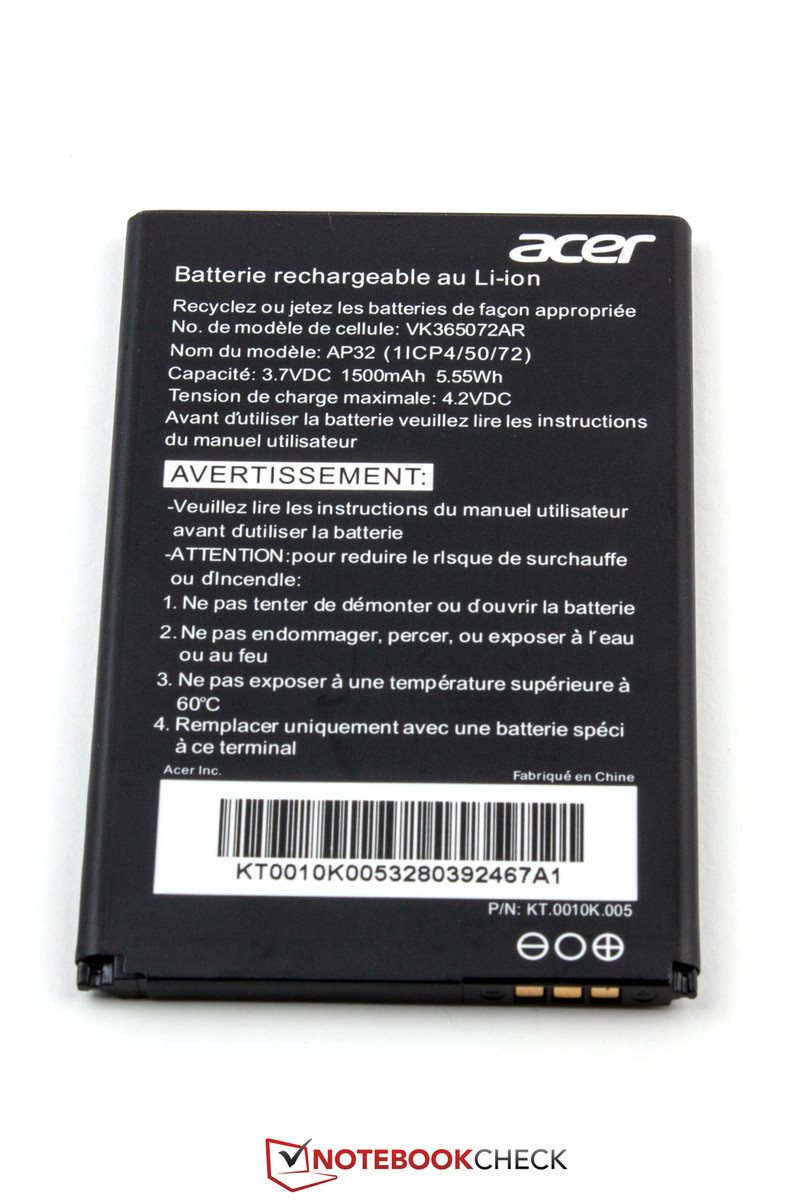 acer
Batterie rechargeable au Li-ion
Recyclez ou jetez les batteries de façon appropriée
No. de modèle de cellule: VK365072AR
Nom du modèle: AP32 (1ICP4/50/72)
Capacité: 3.7VDC 1500mAh 5.55Wh
Tension de charge maximale: 4.2VDC
Avant d'utiliser la batterie veuillez lire les instructions
du manuel utilisateur
AVERTISSEMENT:
-Veuillez lire les instructions du manuel utilisateur
avant d'utiliser la batterie
-ATTENTION:pour reduire le rIsque de surchauffe
ou d'Incendle:
1. Ne pas tenter de démonter ou d'ouvrir la batterie
2. Ne pas endommager, percer, ou exposer à l'eau
ou au feu
3. Ne pas exposer à une température supérieure à
60°C
4. Remplacer uniquement avec une batterie spéci
à ce terminal
Acer Inc. Fabriqué en Chine
KT0010K0053280392467A1
P/N: KT.0010K.005
NOTEBOOKCHECK